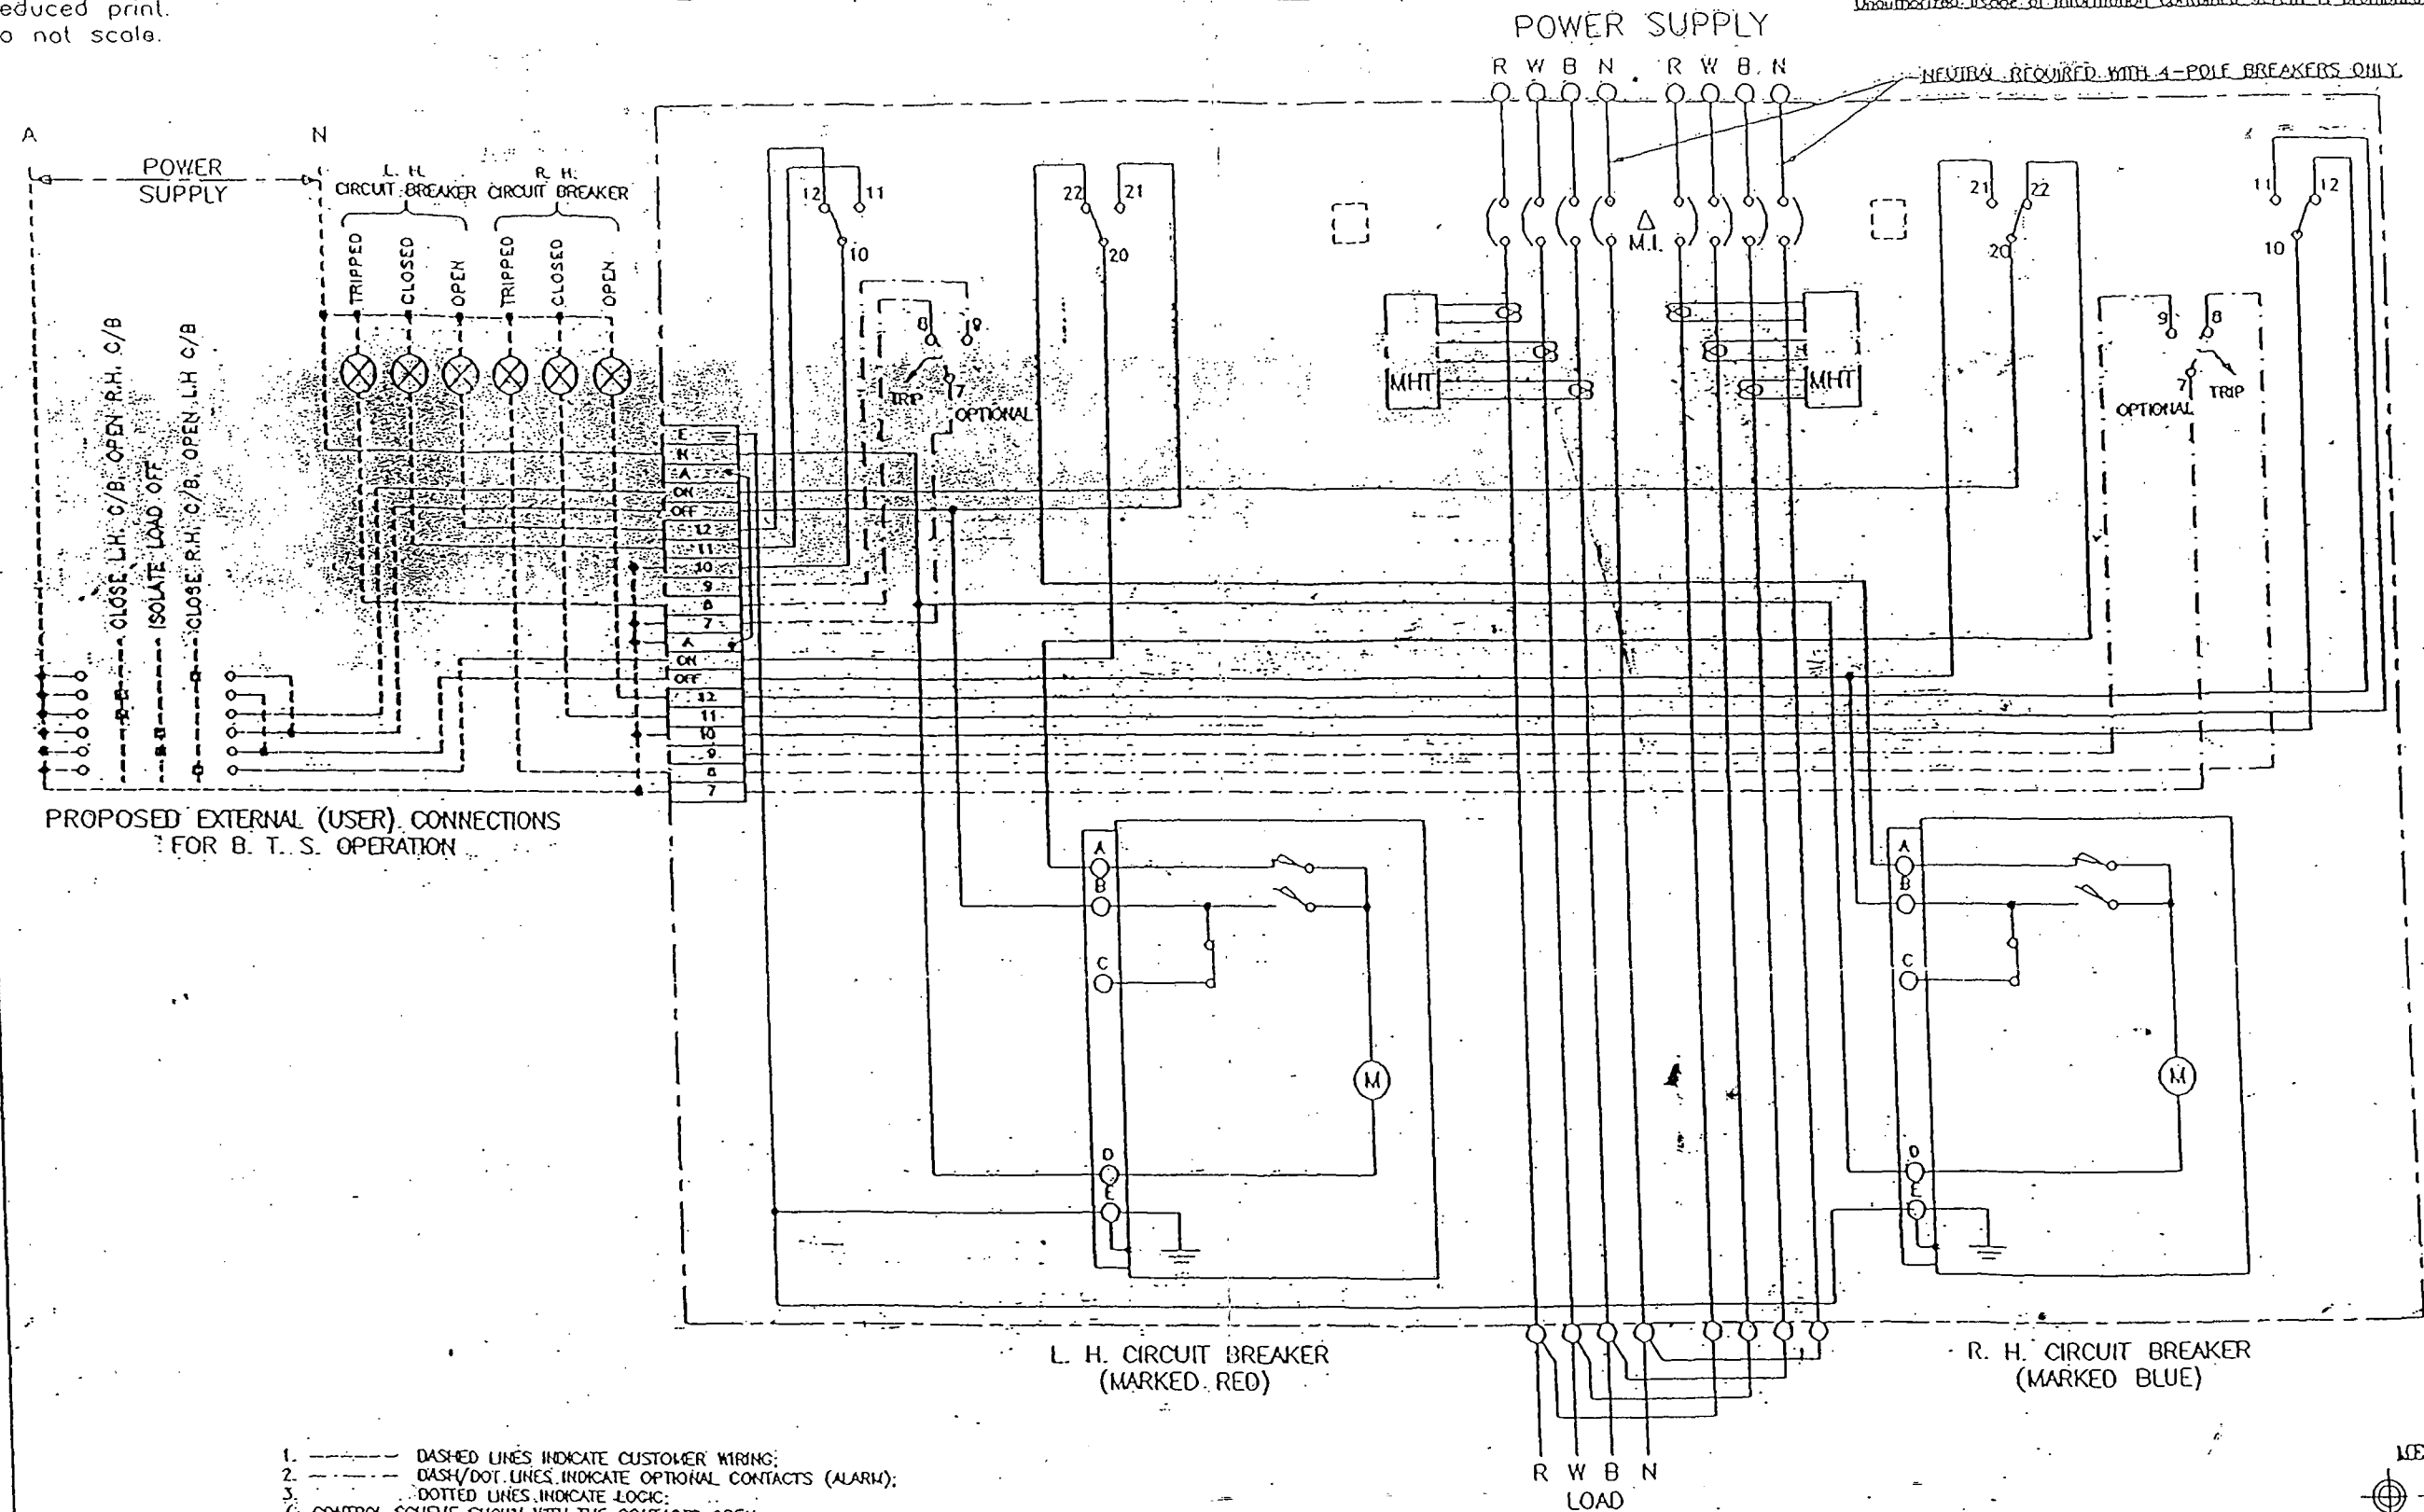 educed print.
o not scale.
POWER SUPPLY
R W B N R W B N
NEUTRAL REQUIRED WITH 4-POLE BREAKERS ONLY
A N
POWER
SUPPLY
L. H.
CIRCUIT BREAKER
R. H.
CIRCUIT BREAKER
TRIPPED
CLOSED
OPEN
TRIPPED
CLOSED
OPEN
CLOSE L.H. C/B, OPEN R.H. C/B
ISOLATE LOAD OFF
CLOSE R.H. C/B, OPEN L.H C/B
12 11
10
22 21
20
M.I.
21 22
20
11 12
10
8 9
7
TRIP
OPTIONAL
MHT
MHT
9 8
7
TRIP
OPTIONAL
E
N
A
ON
OFF
12
11
10
9
8
7
A
ON
OFF
12
11
10
9
8
7
PROPOSED EXTERNAL (USER) CONNECTIONS
FOR B. T. S. OPERATION
A
B
C
M
D
E
A
B
C
M
D
E
L. H. CIRCUIT BREAKER
(MARKED RED)
R. H. CIRCUIT BREAKER
(MARKED BLUE)
R W B N
LOAD
1. DASHED LINES INDICATE CUSTOMER WIRING;
2. DASH/DOT LINES INDICATE OPTIONAL CONTACTS (ALARM);
3. DOTTED LINES INDICATE LOGIC;